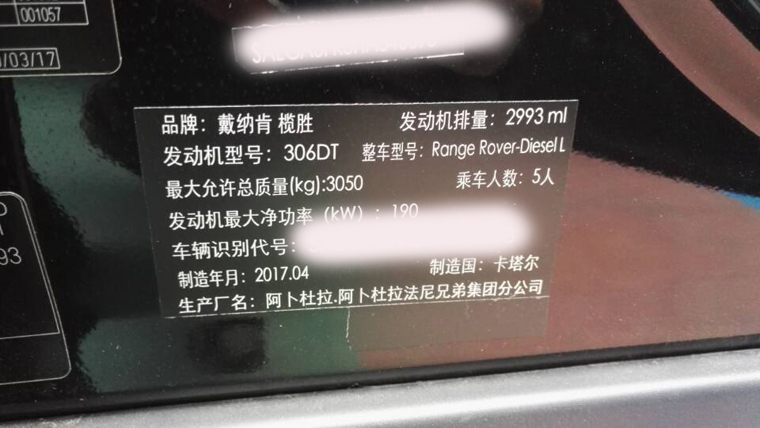 001057
/03/17
品牌：戴纳肯 榄胜 发动机排量：2993 ml
发动机型号：306DT 整车型号：Range Rover-Diesel L
最大允许总质量(kg):3050 乘车人数：5人
发动机最大净功率（kW）：190
车辆识别代号：
制造年月：2017.04 制造国：卡塔尔
生产厂名：阿卜杜拉.阿卜杜拉法尼兄弟集团分公司
93